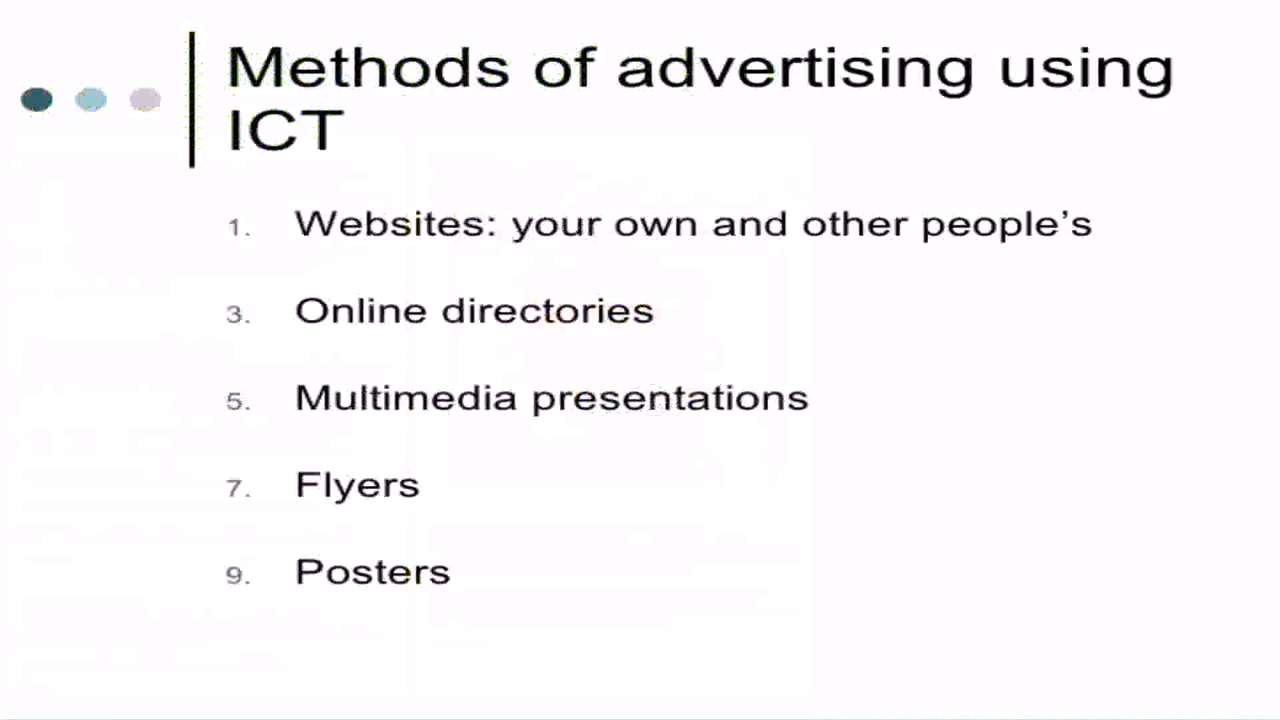 Methods of advertising using
ICT
1. Websites: your own and other people’s
3. Online directories
5. Multimedia presentations
7. Flyers
9. Posters